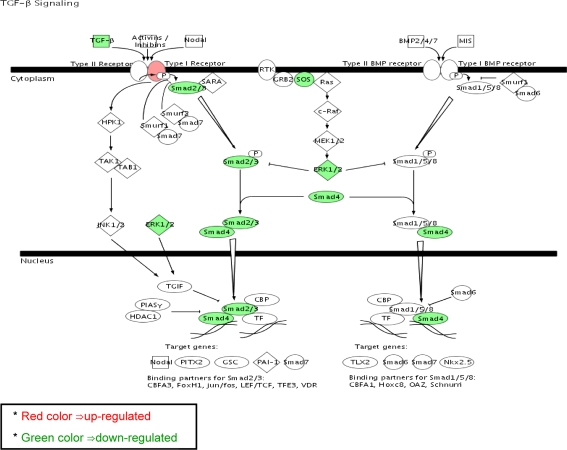 TGF-β Signaling
TGF-β
Activins /
Inhibins
Nodal
BMP2/4/7
MIS
Type II Receptor
Type I Receptor
Type II BMP receptor
Type I BMP receptor
Cytoplasm
P
SARA
Smad2/3
RTK
GRB2
SOS
Ras
P
Smurf1
Smad1/5/8
Smad6
HPK1
Smurf1
Smurf2
Smad7
Smad7
c-Raf
MEK1/2
TAK1
TAB1
Smad2/3
P
ERK1/2
Smad1/5/8
P
Smad4
JNK1/2
ERK1/2
Smad2/3
Smad4
Smad1/5/8
Smad4
Nucleus
TGIF
PIASγ
HDAC1
CBP
Smad2/3
Smad4
TF
CBP
Smad1/5/8
TF
Smad4
Smad6
Target genes:
Nodal PITX2 GSC PAI-1 Smad7
Binding partners for Smad2/3:
CBFA3, FoxH1, Jun/fos, LEF/TCF, TFE3, VDR
Target genes:
TLX2 Smad6 Smad7 Nkx2.5
Binding partners for Smad1/5/8:
CBFA1, Hoxc8, OAZ, Schnurri
* Red color ⇒up-regulated
* Green color ⇒down-regulated